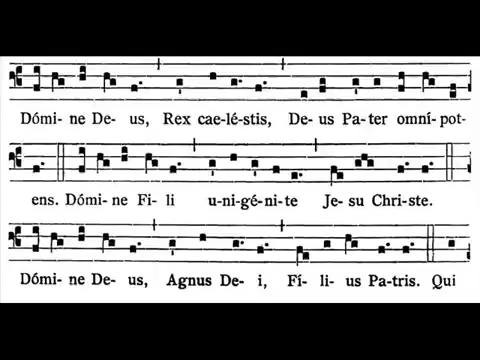 Dómi- ne De- us, Rex cae-lé-stis, De- us Pa-ter omní-pot-
ens. Dómi- ne Fi- li u-ni-gé-ni-te Je- su Chri-ste.
Dómi- ne De- us, Agnus De- i, Fí- li- us Pa-tris. Qui